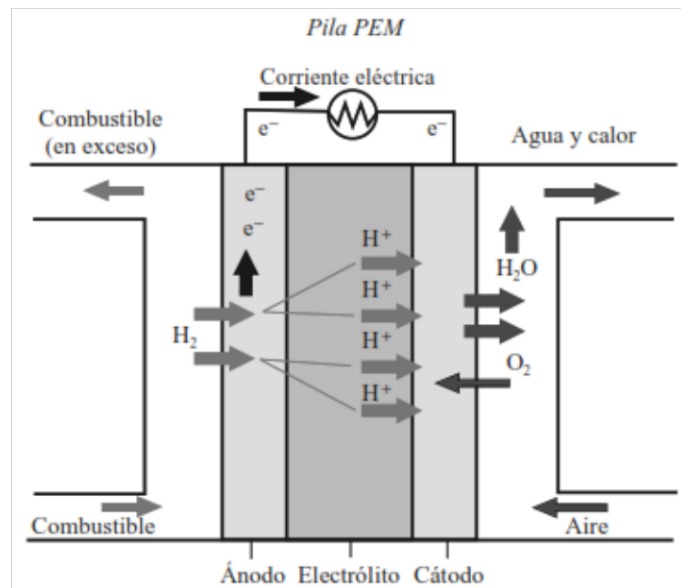 Pila PEM
Corriente eléctrica
Combustible
(en exceso)
e⁻
e⁻
Agua y calor
e⁻
e⁻
H⁺
H₂O
H⁺
H₂
H⁺
O₂
H⁺
Combustible
Aire
Ánodo Electrólito Cátodo